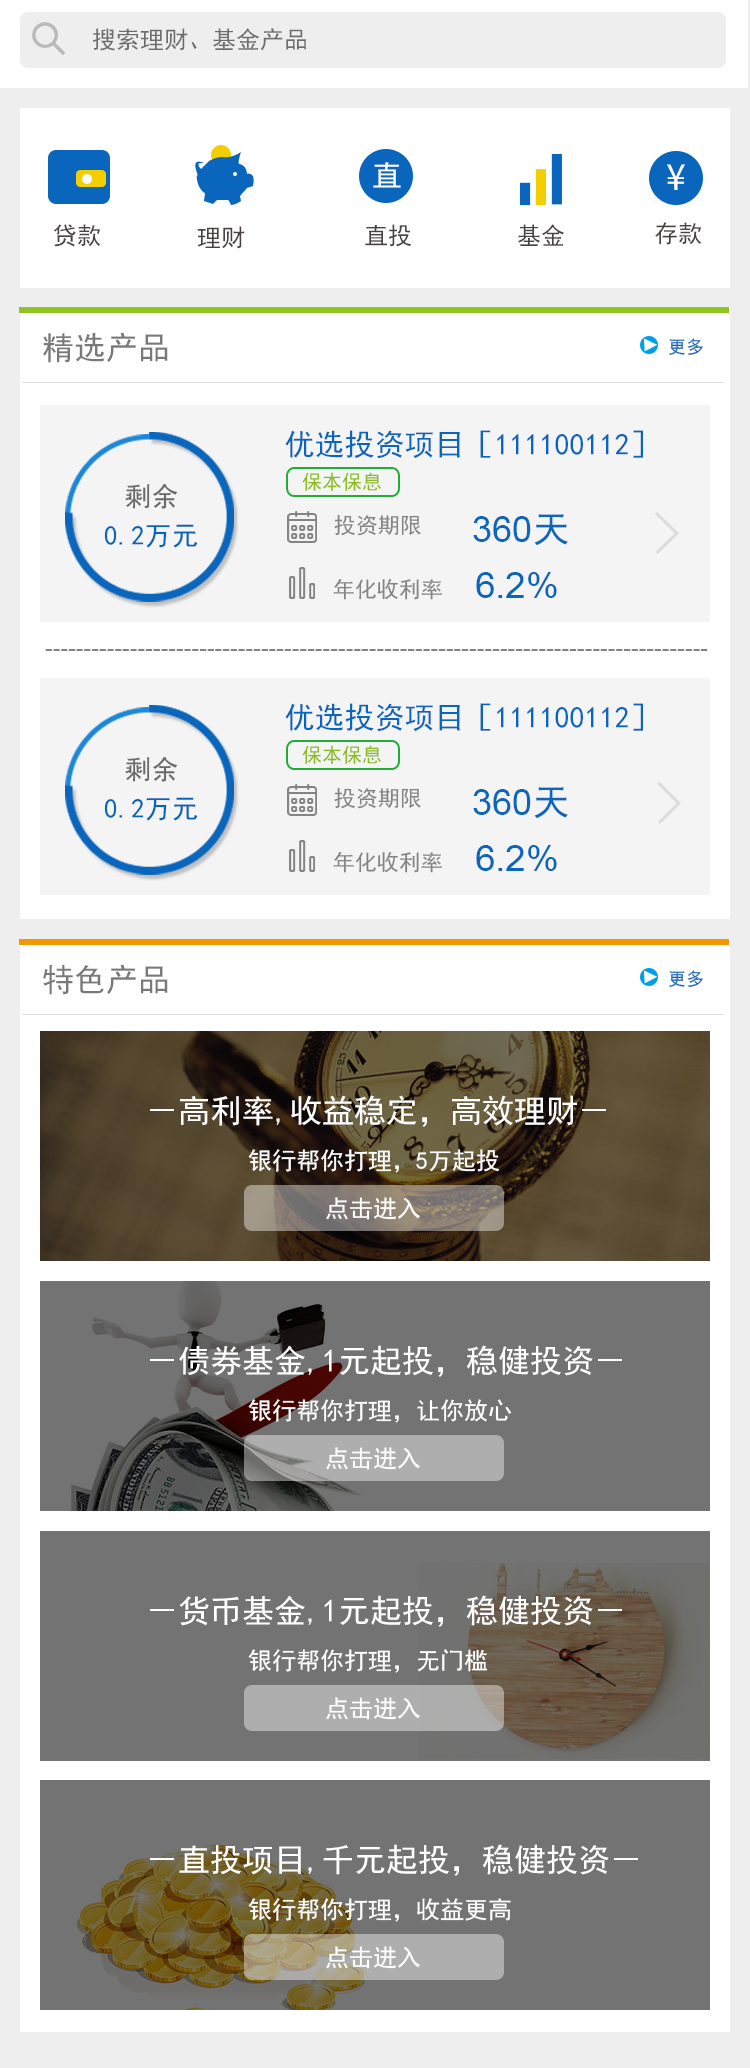 搜索理财、基金产品
直
¥
贷款
理财
直投
基金
存款
精选产品
更多
优选投资项目［111100112］
保本保息
剩余
0.2万元
投资期限
360天
年化收利率
6.2%
优选投资项目［111100112］
保本保息
剩余
0.2万元
投资期限
360天
年化收利率
6.2%
特色产品
更多
—高利率,收益稳定，高效理财—
银行帮你打理，5万起投
点击进入
—债券基金,1元起投，稳健投资—
银行帮你打理，让你放心
点击进入
—货币基金,1元起投，稳健投资—
银行帮你打理，无门槛
点击进入
—直投项目,千元起投，稳健投资—
银行帮你打理，收益更高
点击进入